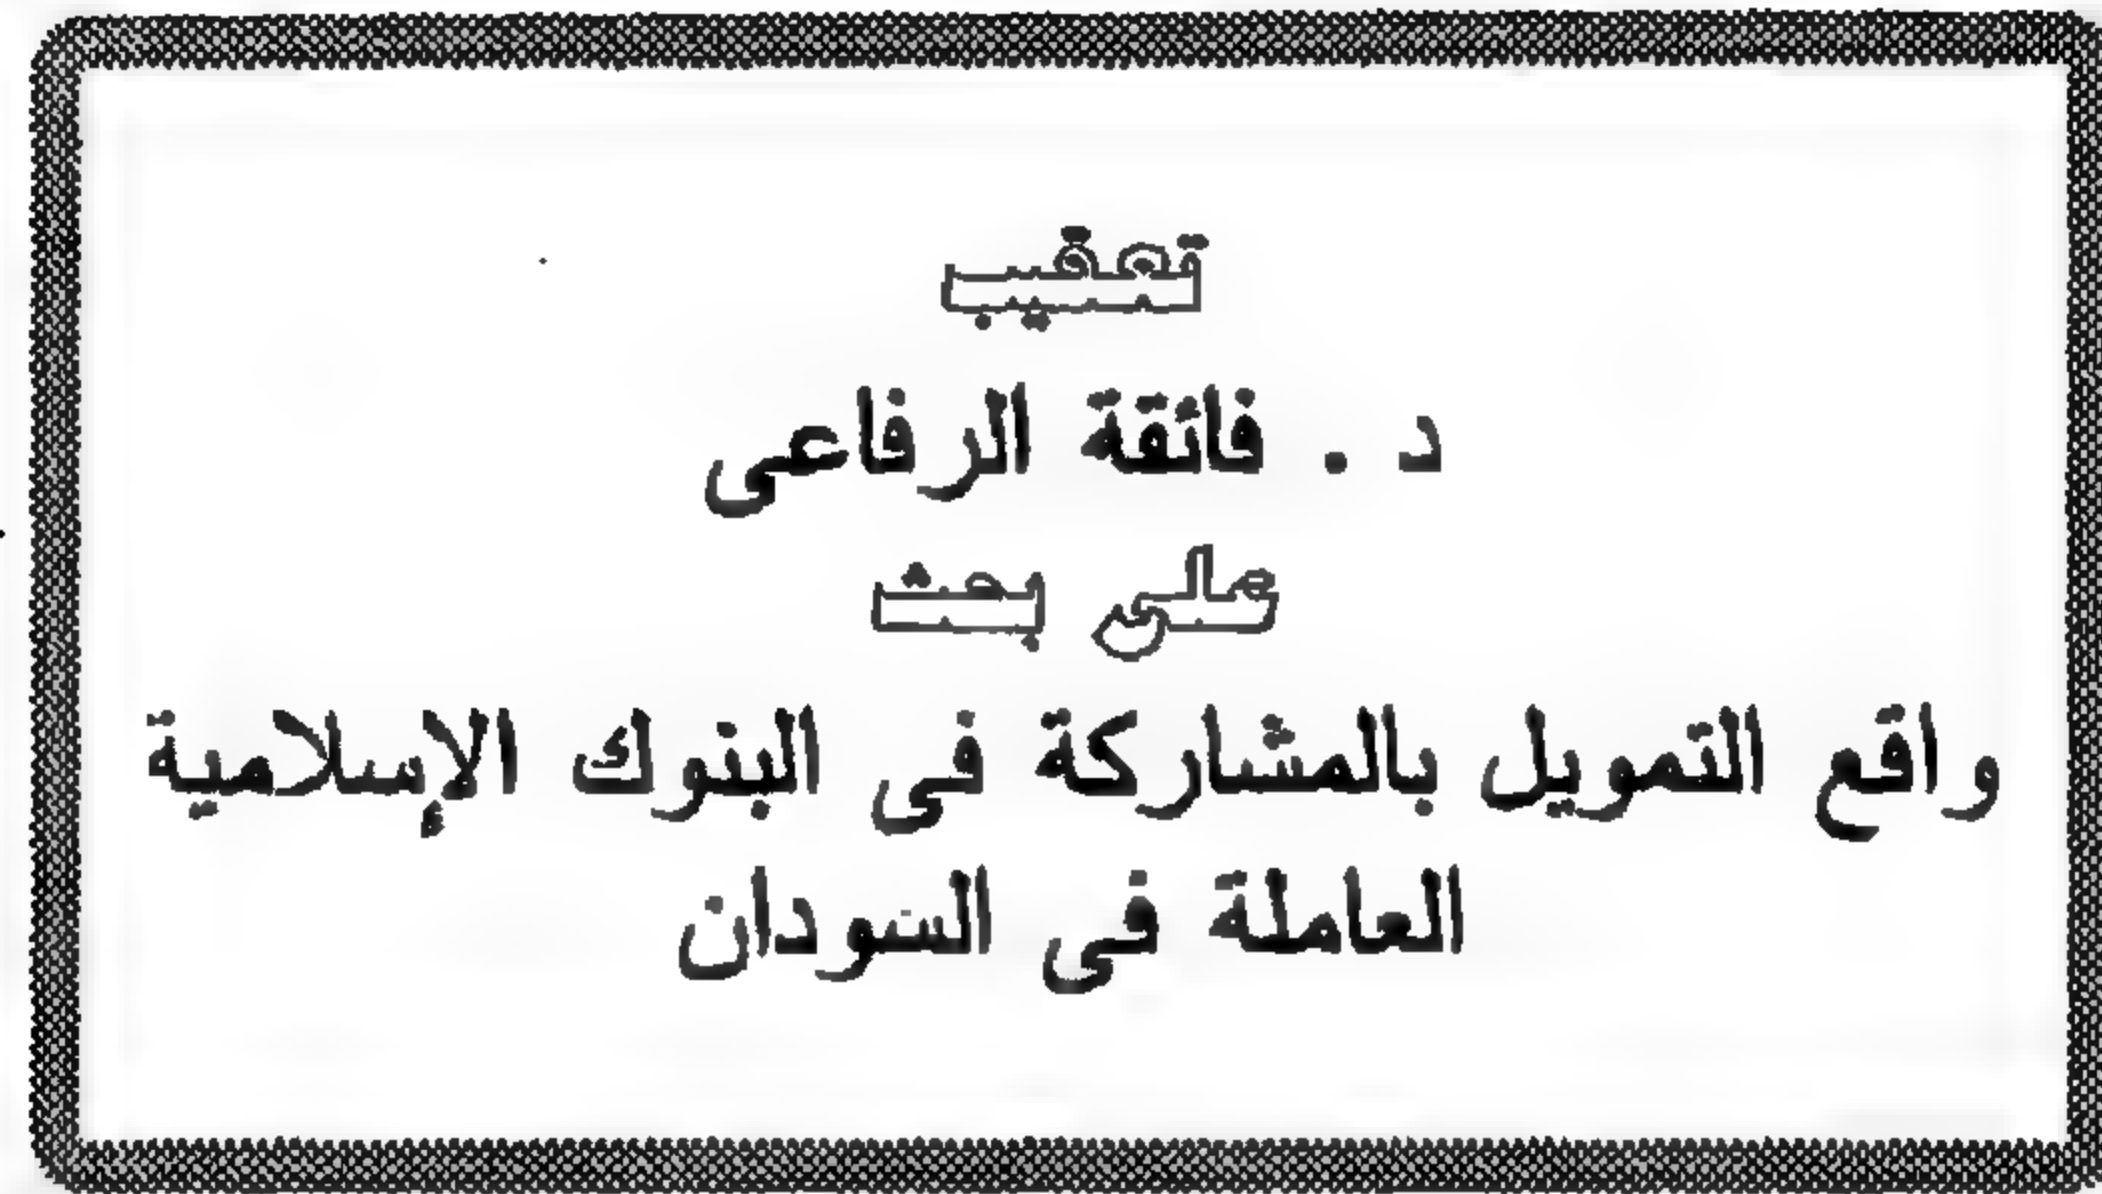 تعقيب
د . فائقة الرفاعى
على بحث
واقع التمويل بالمشاركة فى البنوك الإسلامية
العاملة فى السودان